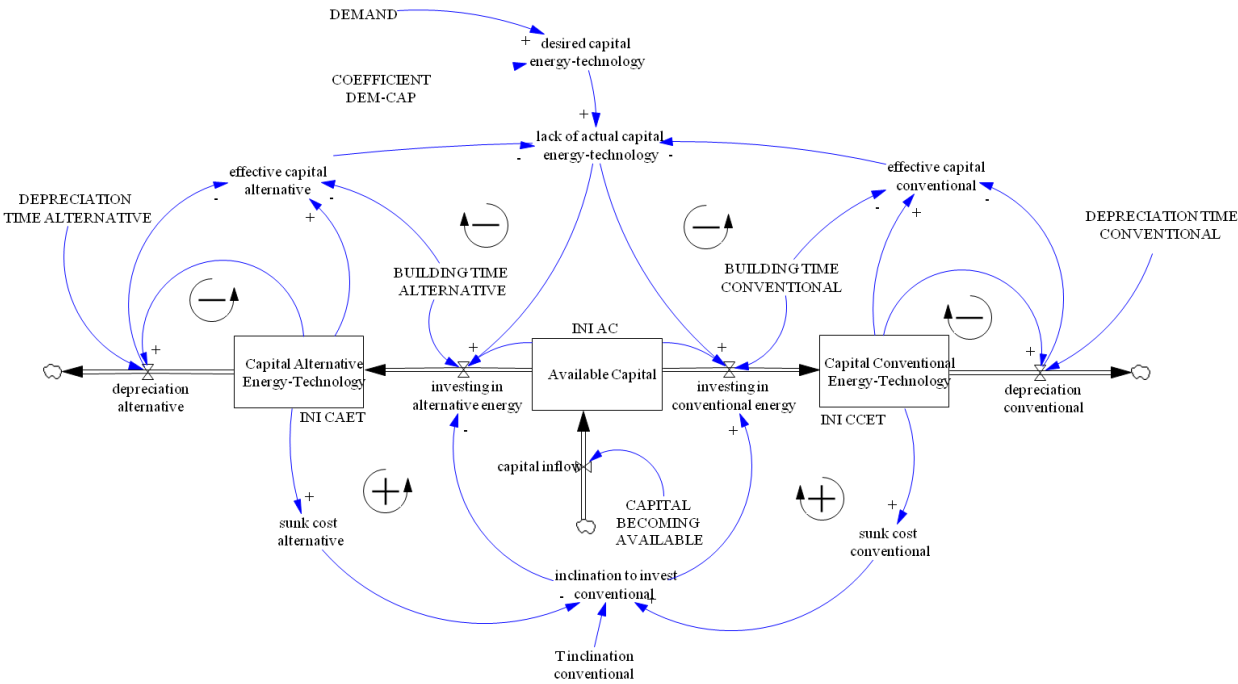 DEMAND
+
desired capital
energy-technology
COEFFICIENT
DEM-CAP
+
lack of actual capital
energy-technology
-
-
effective capital
alternative
-
-
+
effective capital
conventional
-
-
+
DEPRECIATION
TIME ALTERNATIVE
DEPRECIATION TIME
CONVENTIONAL
BUILDING TIME
ALTERNATIVE
BUILDING TIME
CONVENTIONAL
INI AC
+
+
+
+
Capital Alternative
Energy-Technology
Available Capital
Capital Conventional
Energy-Technology
depreciation
alternative
investing in
alternative energy
investing in
conventional energy
depreciation
conventional
INI CAET
INI CCET
-
+
capital inflow
CAPITAL
BECOMING
AVAILABLE
+
+
sunk cost
alternative
sunk cost
conventional
inclination to invest
conventional
-
+
T inclination
conventional